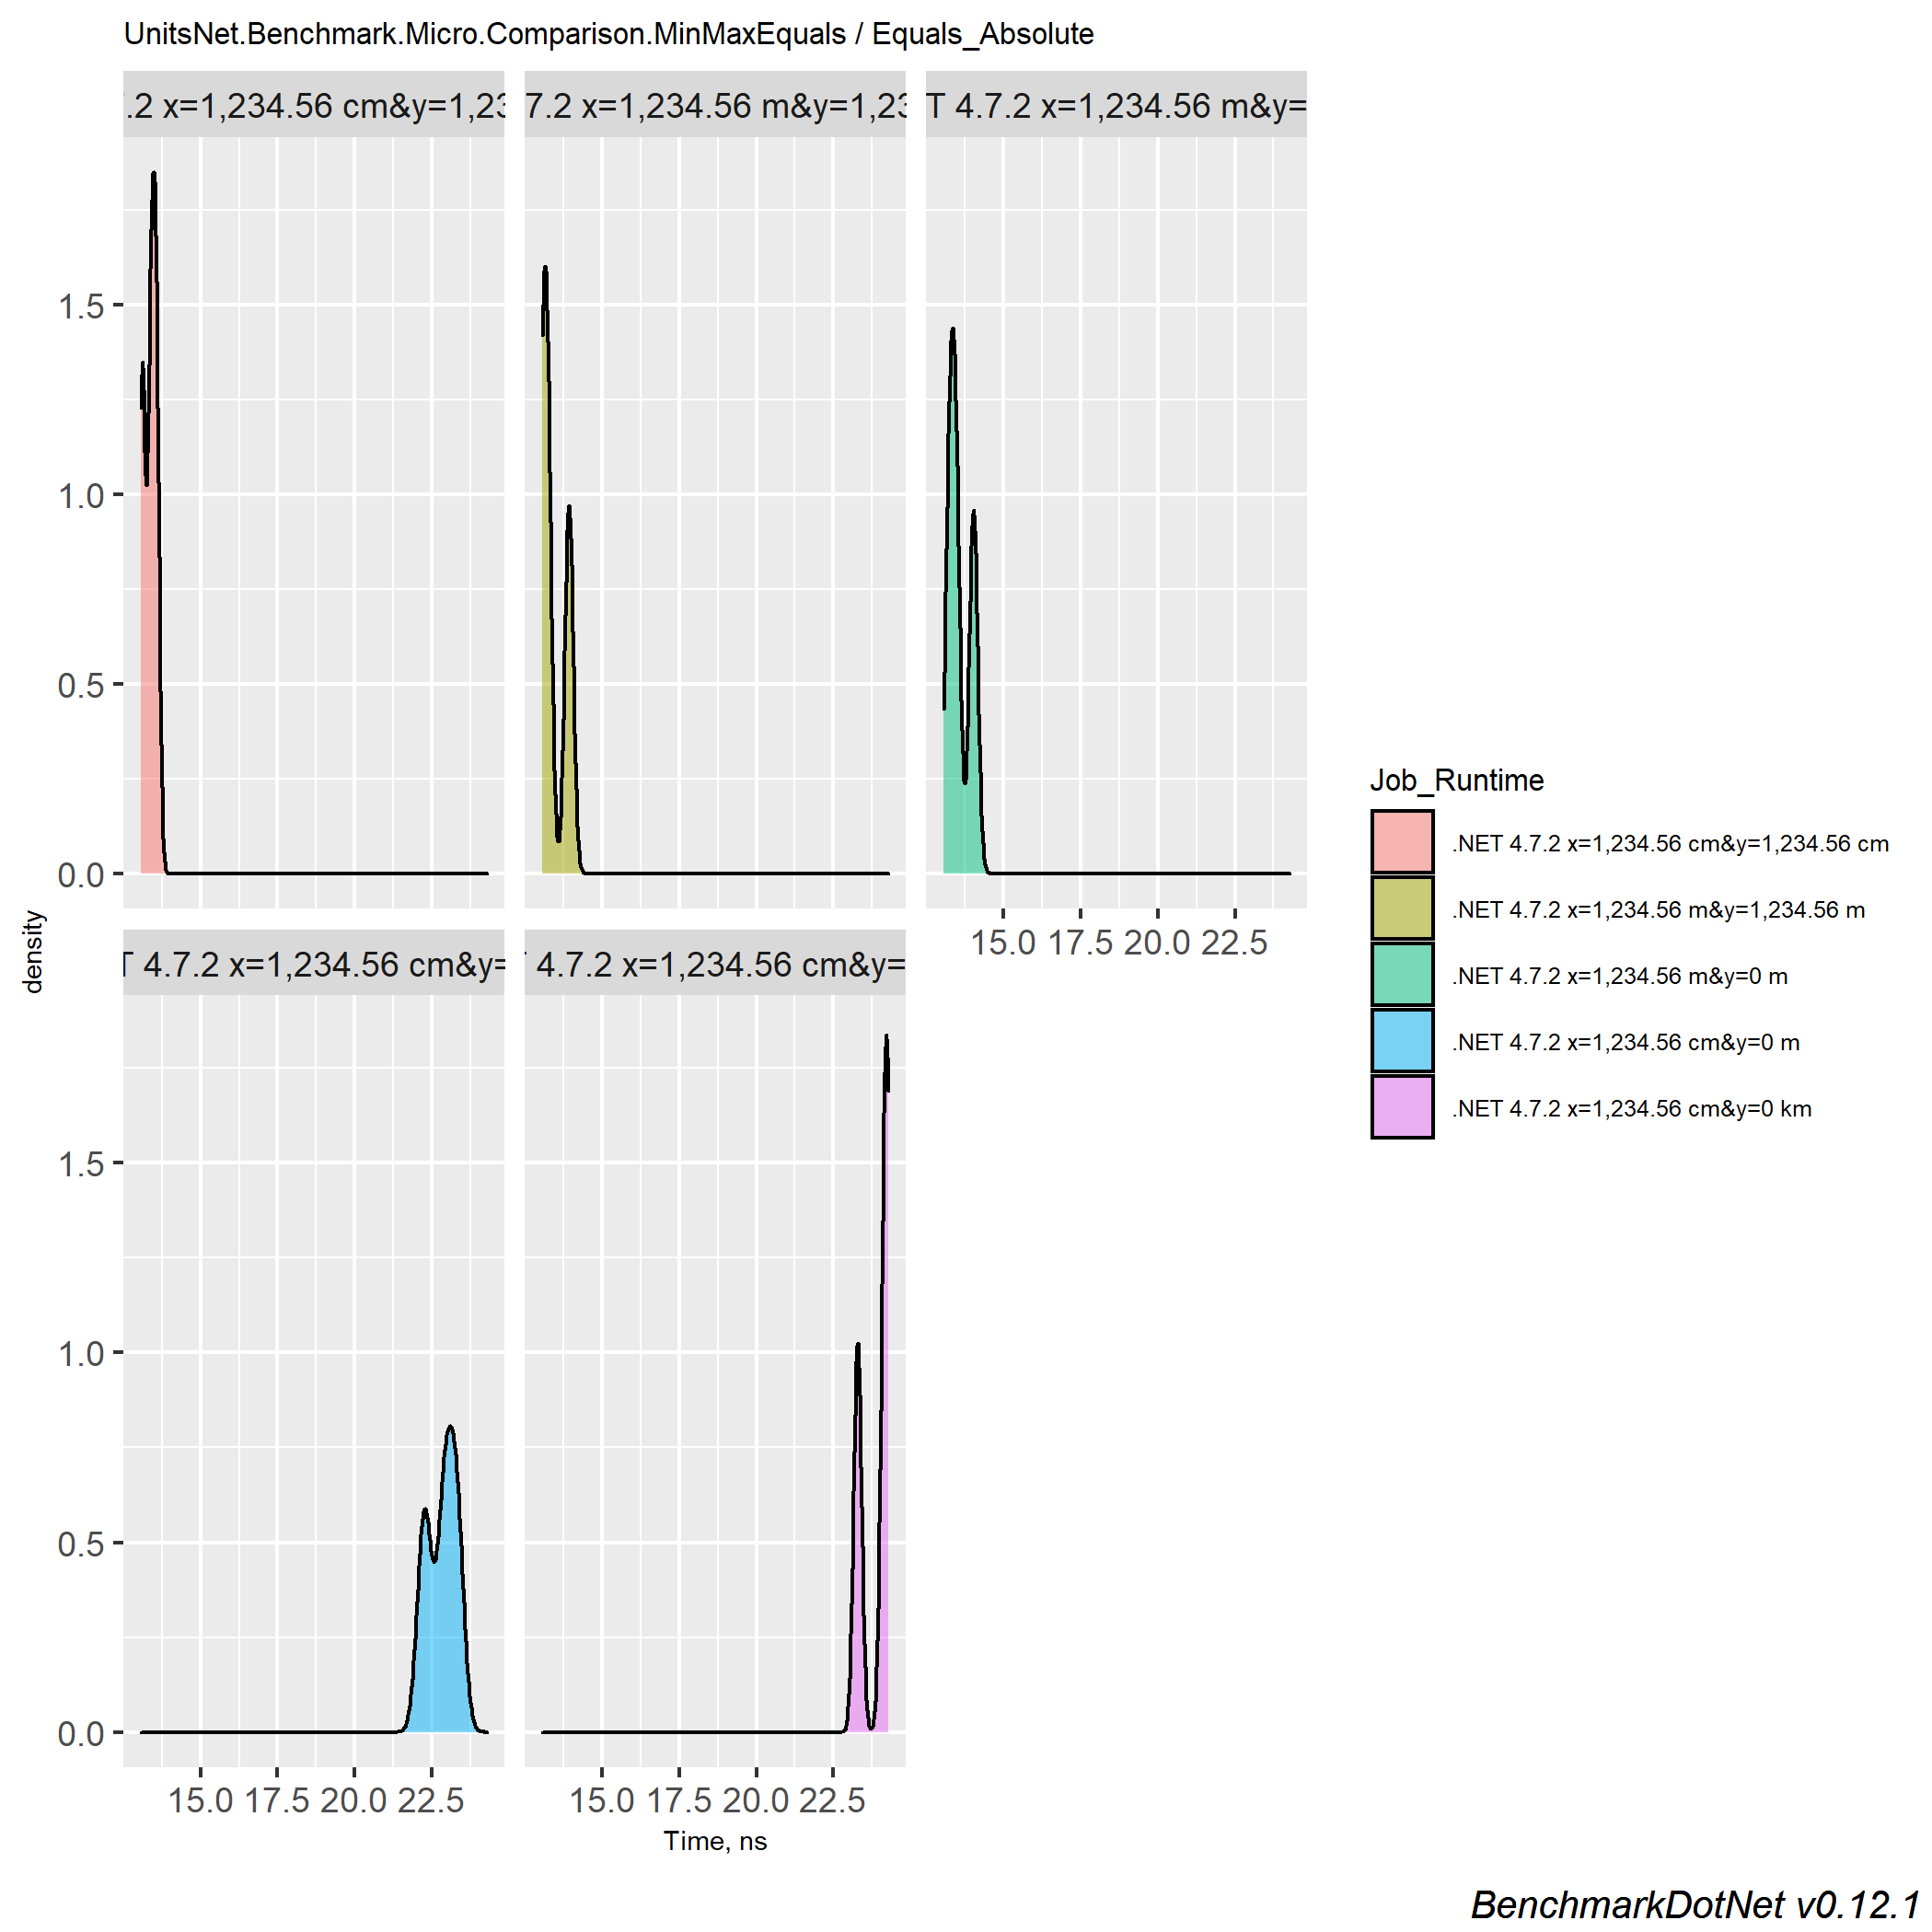 UnitsNet.Benchmark.Micro.Comparison.MinMaxEquals / Equals_Absolute
.2 x=1,234.56 cm&y=1,23
7.2 x=1,234.56 m&y=1,23
T 4.7.2 x=1,234.56 m&y=
1.5
1.0
0.5
0.0
15.0 17.5 20.0 22.5
density
T 4.7.2 x=1,234.56 cm&y=
4.7.2 x=1,234.56 cm&y=
1.5
1.0
0.5
0.0
15.0 17.5 20.0 22.5
15.0 17.5 20.0 22.5
Time, ns
Job_Runtime
.NET 4.7.2 x=1,234.56 cm&y=1,234.56 cm
.NET 4.7.2 x=1,234.56 m&y=1,234.56 m
.NET 4.7.2 x=1,234.56 m&y=0 m
.NET 4.7.2 x=1,234.56 cm&y=0 m
.NET 4.7.2 x=1,234.56 cm&y=0 km
BenchmarkDotNet v0.12.1